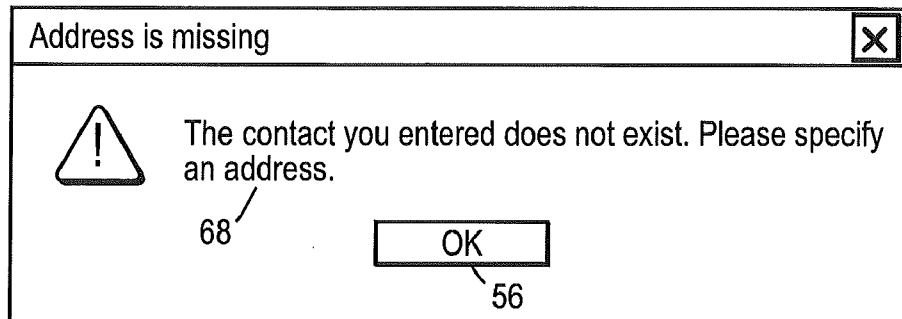 Address is missing
The contact you entered does not exist. Please specify
an address.
68
OK
56